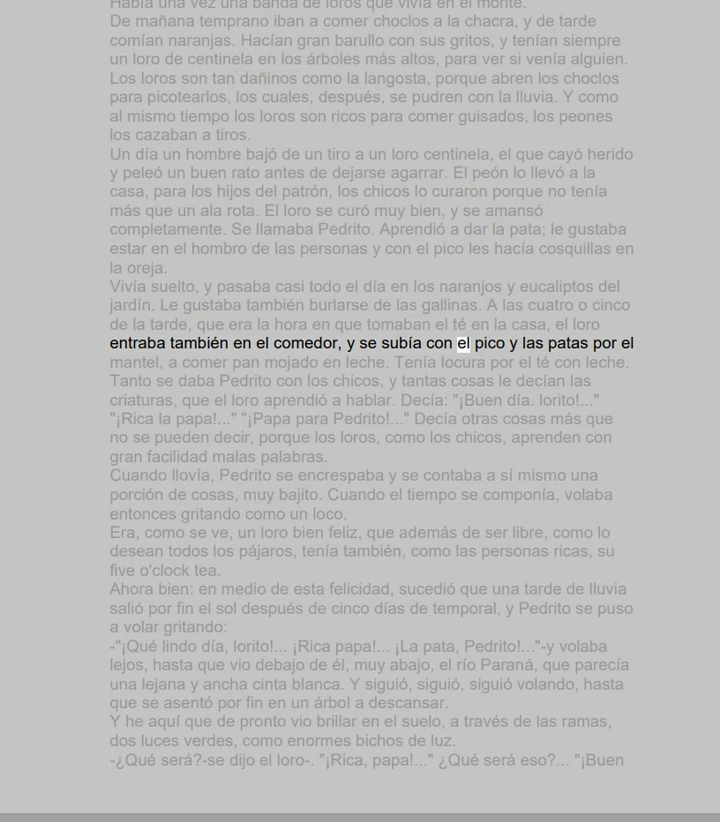 Había una vez una banda de loros que vivía en el monte.
De mañana temprano iban a comer choclos a la chacra, y de tarde
comían naranjas. Hacían gran barullo con sus gritos, y tenían siempre
un loro de centinela en los árboles más altos, para ver si venía alguien.
Los loros son tan dañinos como la langosta, porque abren los choclos
para picotearlos, los cuales, después, se pudren con la lluvia. Y como
al mismo tiempo los loros son ricos para comer guisados, los peones
los cazaban a tiros.
Un día un hombre bajó de un tiro a un loro centinela, el que cayó herido
y peleó un buen rato antes de dejarse agarrar. El peón lo llevó a la
casa, para los hijos del patrón, los chicos lo curaron porque no tenía
más que un ala rota. El loro se curó muy bien, y se amansó
completamente. Se llamaba Pedrito. Aprendió a dar la pata; le gustaba
estar en el hombro de las personas y con el pico les hacía cosquillas en
la oreja.
Vivía suelto, y pasaba casi todo el día en los naranjos y eucaliptos del
jardín. Le gustaba también burlarse de las gallinas. A las cuatro o cinco
de la tarde, que era la hora en que tomaban el té en la casa, el loro
entraba también en el comedor, y se subía con el pico y las patas por el
mantel, a comer pan mojado en leche. Tenía locura por el té con leche.
Tanto se daba Pedrito con los chicos, y tantas cosas le decían las
criaturas, que el loro aprendió a hablar. Decía: "¡Buen día. lorito!..."
"¡Rica la papa!..." "¡Papa para Pedrito!..." Decía otras cosas más que
no se pueden decir, porque los loros, como los chicos, aprenden con
gran facilidad malas palabras.
Cuando llovía, Pedrito se encrespaba y se contaba a sí mismo una
porción de cosas, muy bajito. Cuando el tiempo se componía, volaba
entonces gritando como un loco.
Era, como se ve, un loro bien feliz, que además de ser libre, como lo
desean todos los pájaros, tenía también, como las personas ricas, su
five o'clock tea.
Ahora bien: en medio de esta felicidad, sucedió que una tarde de lluvia
salió por fin el sol después de cinco días de temporal, y Pedrito se puso
a volar gritando:
-"¡Qué lindo día, lorito!... ¡Rica papa!... ¡La pata, Pedrito!..."-y volaba
lejos, hasta que vio debajo de él, muy abajo, el río Paraná, que parecía
una lejana y ancha cinta blanca. Y siguió, siguió, siguió volando, hasta
que se asentó por fin en un árbol a descansar.
Y he aquí que de pronto vio brillar en el suelo, a través de las ramas,
dos luces verdes, como enormes bichos de luz.
-¿Qué será?-se dijo el loro-. "¡Rica, papa!..." ¿Qué será eso?... "¡Buen